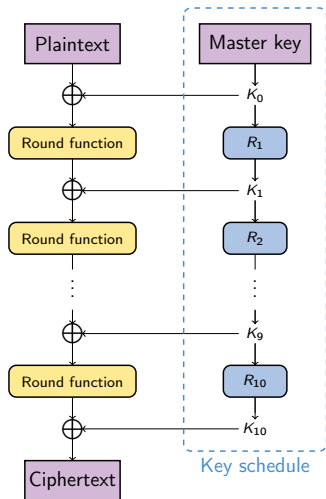 Plaintext
Master key
K₀
Round function
R₁
K₁
Round function
R₂
⋮
⋮
K₉
Round function
R₁₀
K₁₀
Ciphertext
Key schedule